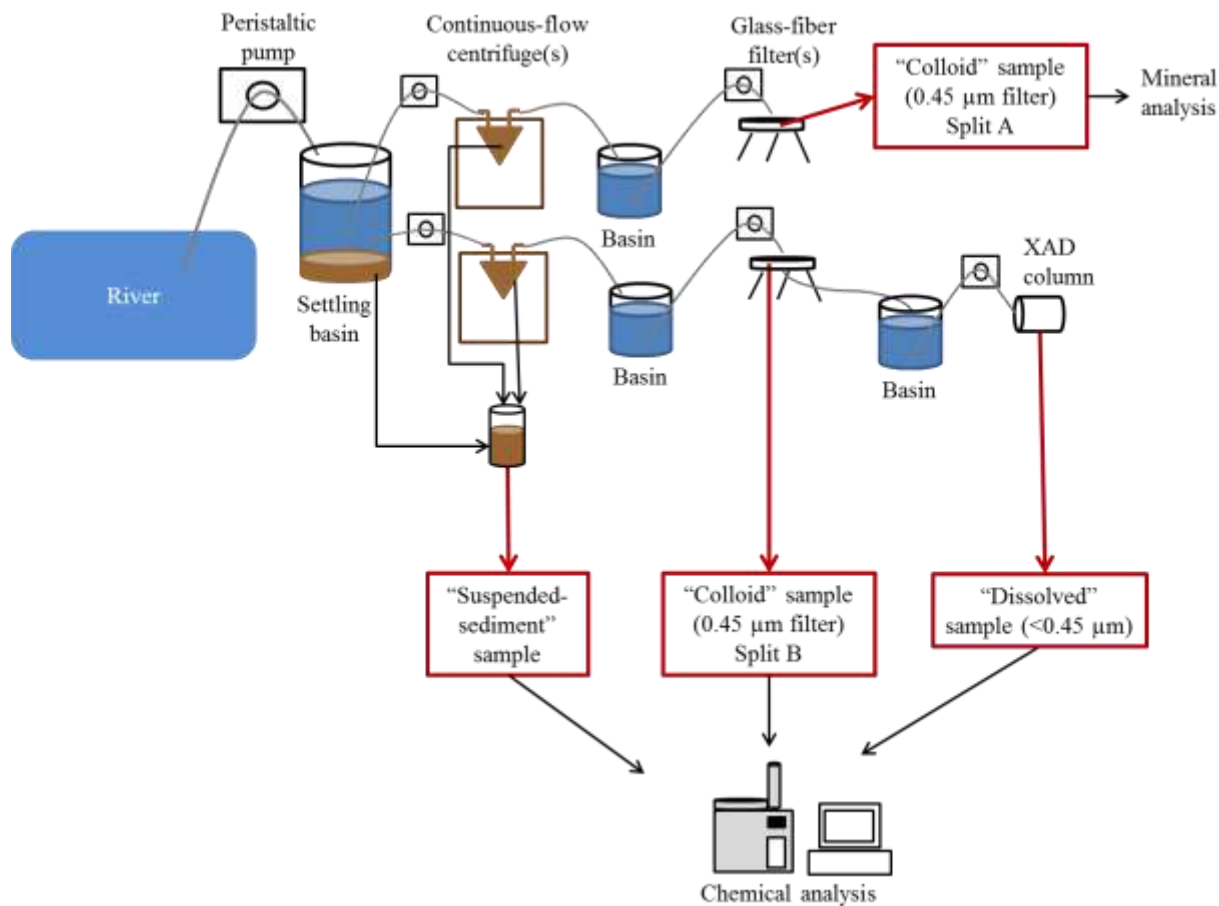 Peristaltic
pump
Continuous-flow
centrifuge(s)
Glass-fiber
filter(s)
“Colloid” sample
(0.45 µm filter)
Split A
Mineral
analysis
River
Settling
basin
Basin
Basin
XAD
column
Basin
“Suspended-
sediment”
sample
“Colloid” sample
(0.45 µm filter)
Split B
“Dissolved”
sample (<0.45 µm)
Chemical analysis